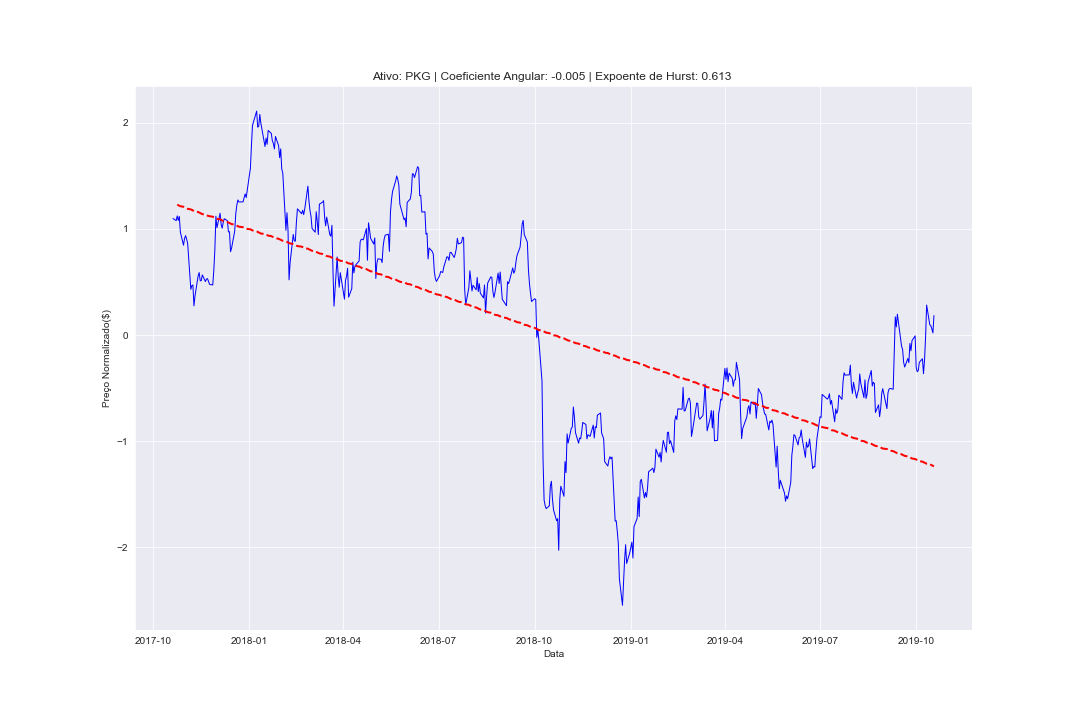 Ativo: PKG | Coeficiente Angular: -0.005 | Expoente de Hurst: 0.613
Preço Normalizado($)
2
1
0
−1
−2
2017-10 2018-01 2018-04 2018-07 2018-10 2019-01 2019-04 2019-07 2019-10
Data